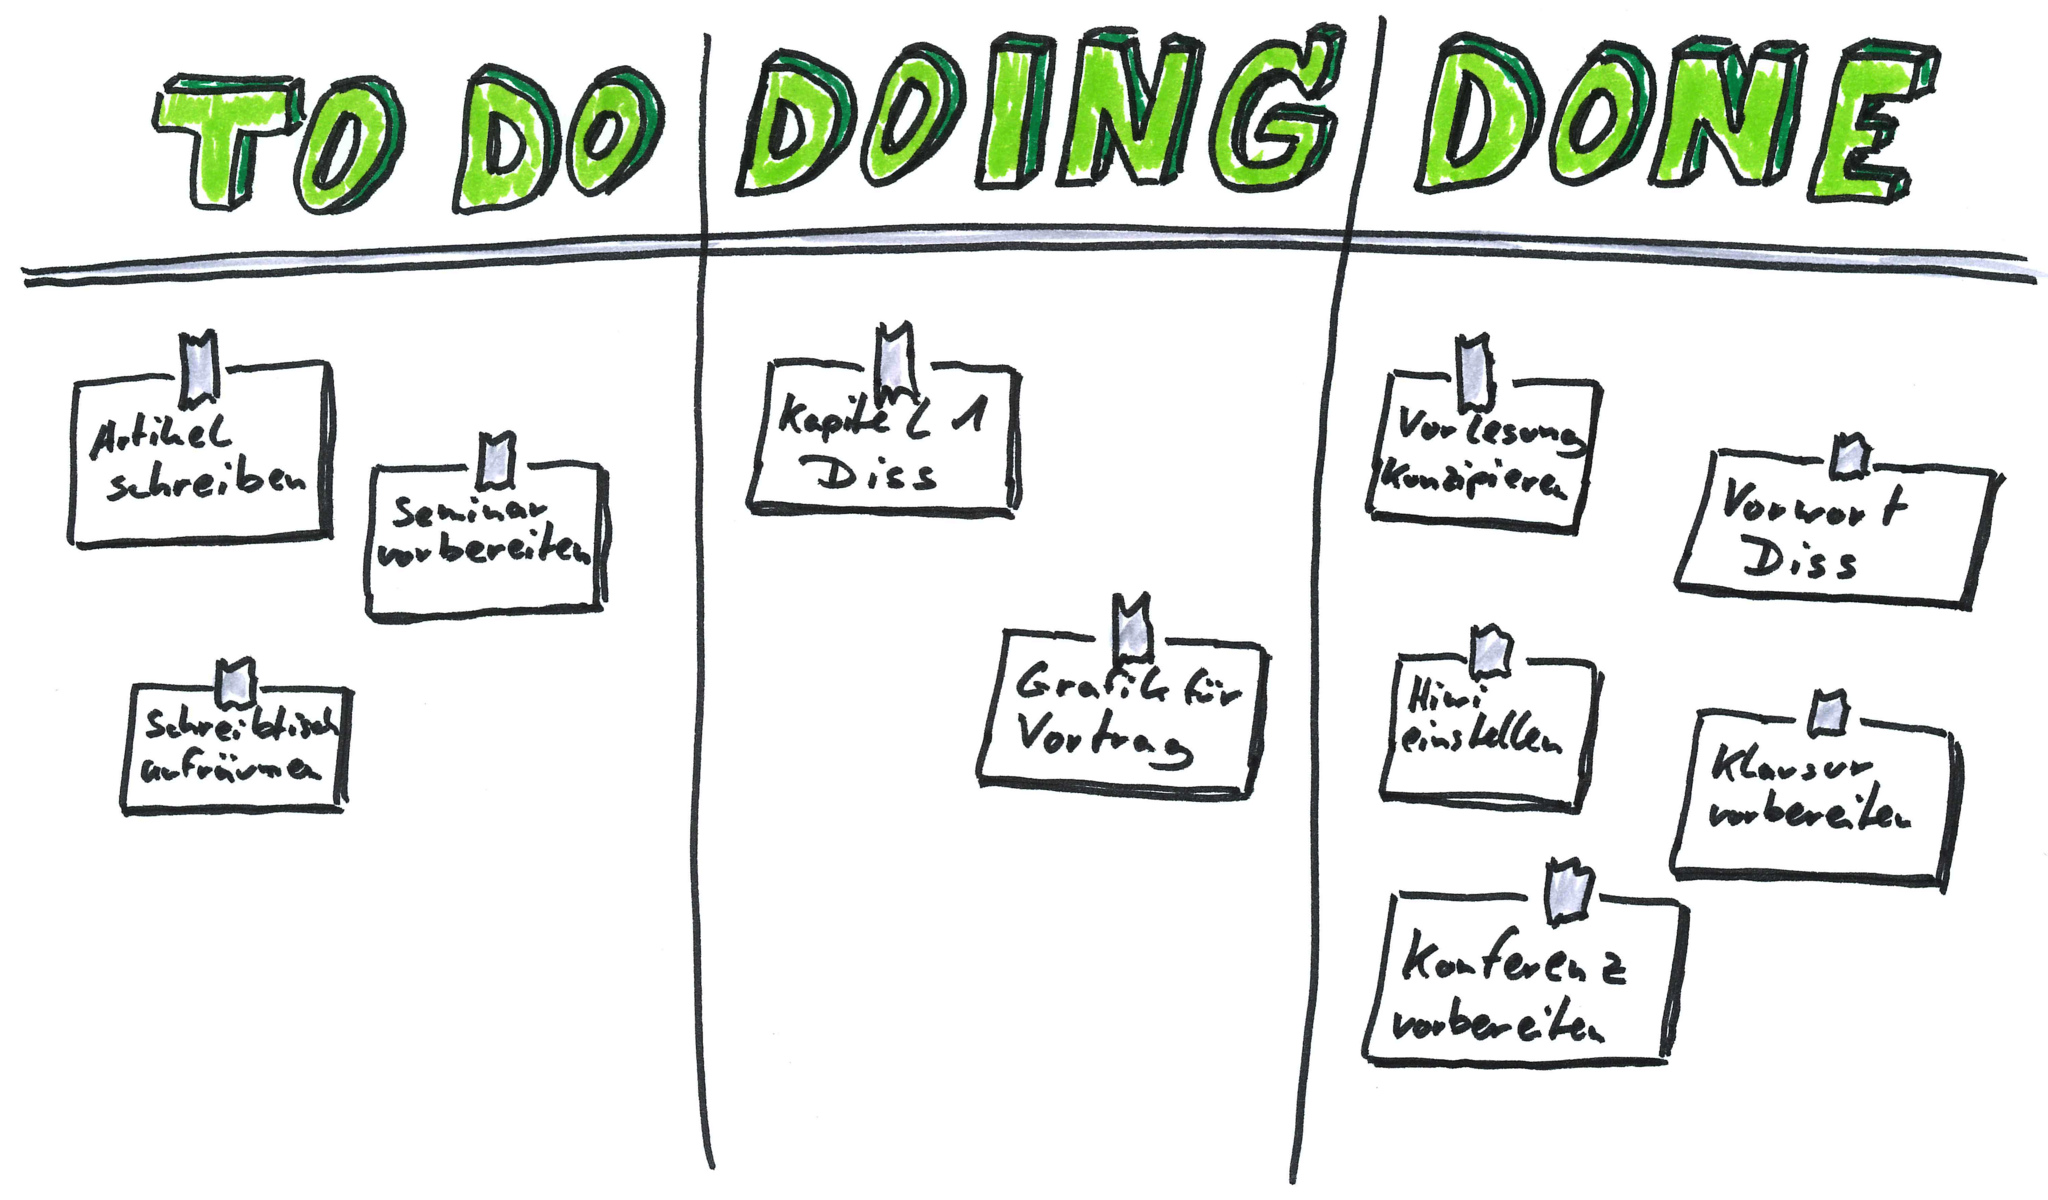 TO DO
DOING
DONE
Artikel
schreiben
Seminar
vorbereiten
Schreibtisch
aufräumen
Kapitel 1
Diss
Grafik für
Vortrag
Vorlesung
konzipieren
Vorwort
Diss
Hiwi
einstellen
Klausur
vorbereiten
Konferenz
vorbereiten